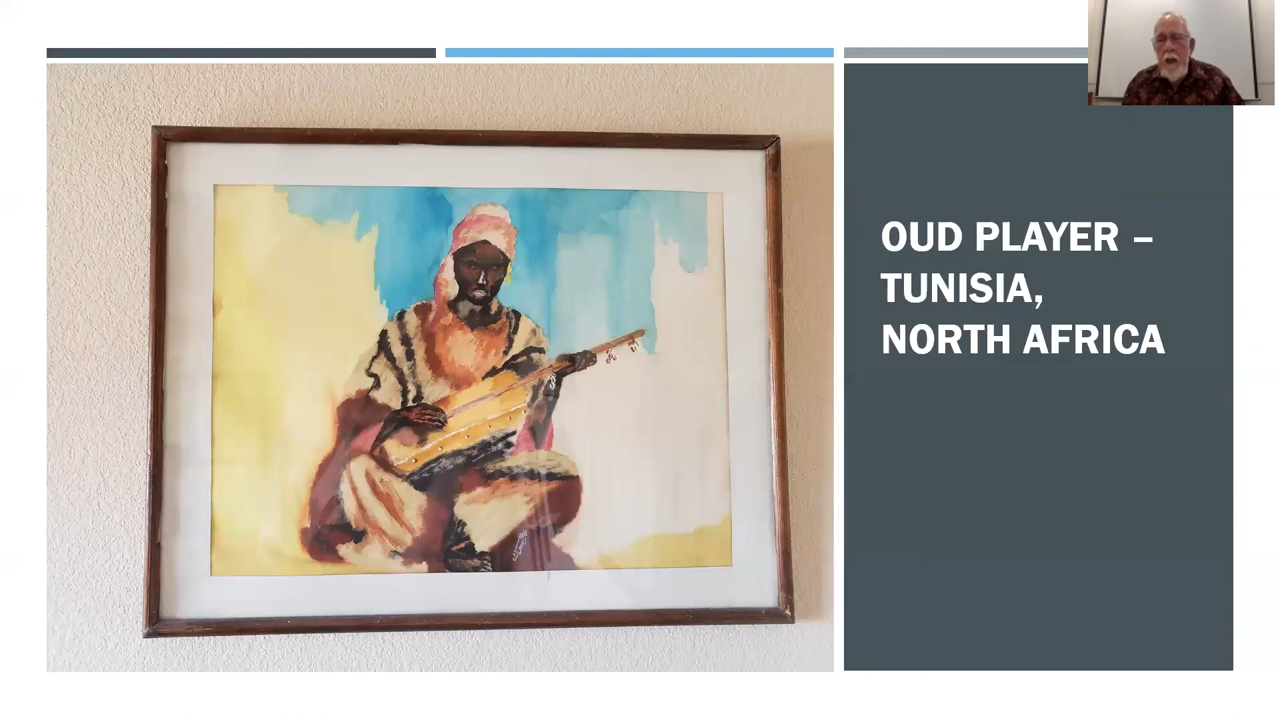 OUD PLAYER –
TUNISIA,
NORTH AFRICA